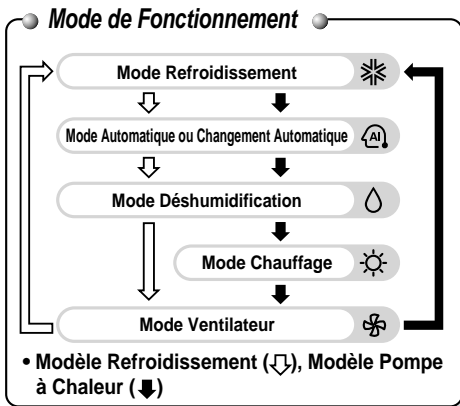 Mode de Fonctionnement
Mode Refroidissement
Mode Automatique ou Changement Automatique
AI
Mode Déshumidification
Mode Chauffage
Mode Ventilateur
• Modèle Refroidissement (⇩), Modèle Pompe
à Chaleur (⬇)